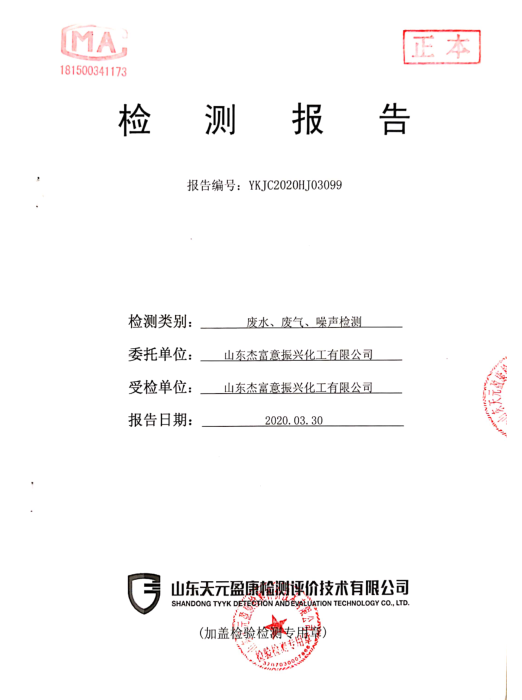 MA
181500341173
正本
检测报告
报告编号：YKJC2020HJ03099
检测类别：废水、废气、噪声检测
委托单位：山东杰富意振兴化工有限公司
受检单位：山东杰富意振兴化工有限公司
报告日期：2020.03.30
山东天元盈康检测评价技术有限公司
SHANDONG TYYK DETECTION AND EVALUATION TECHNOLOGY CO., LTD.
(加盖检验检测专用章)